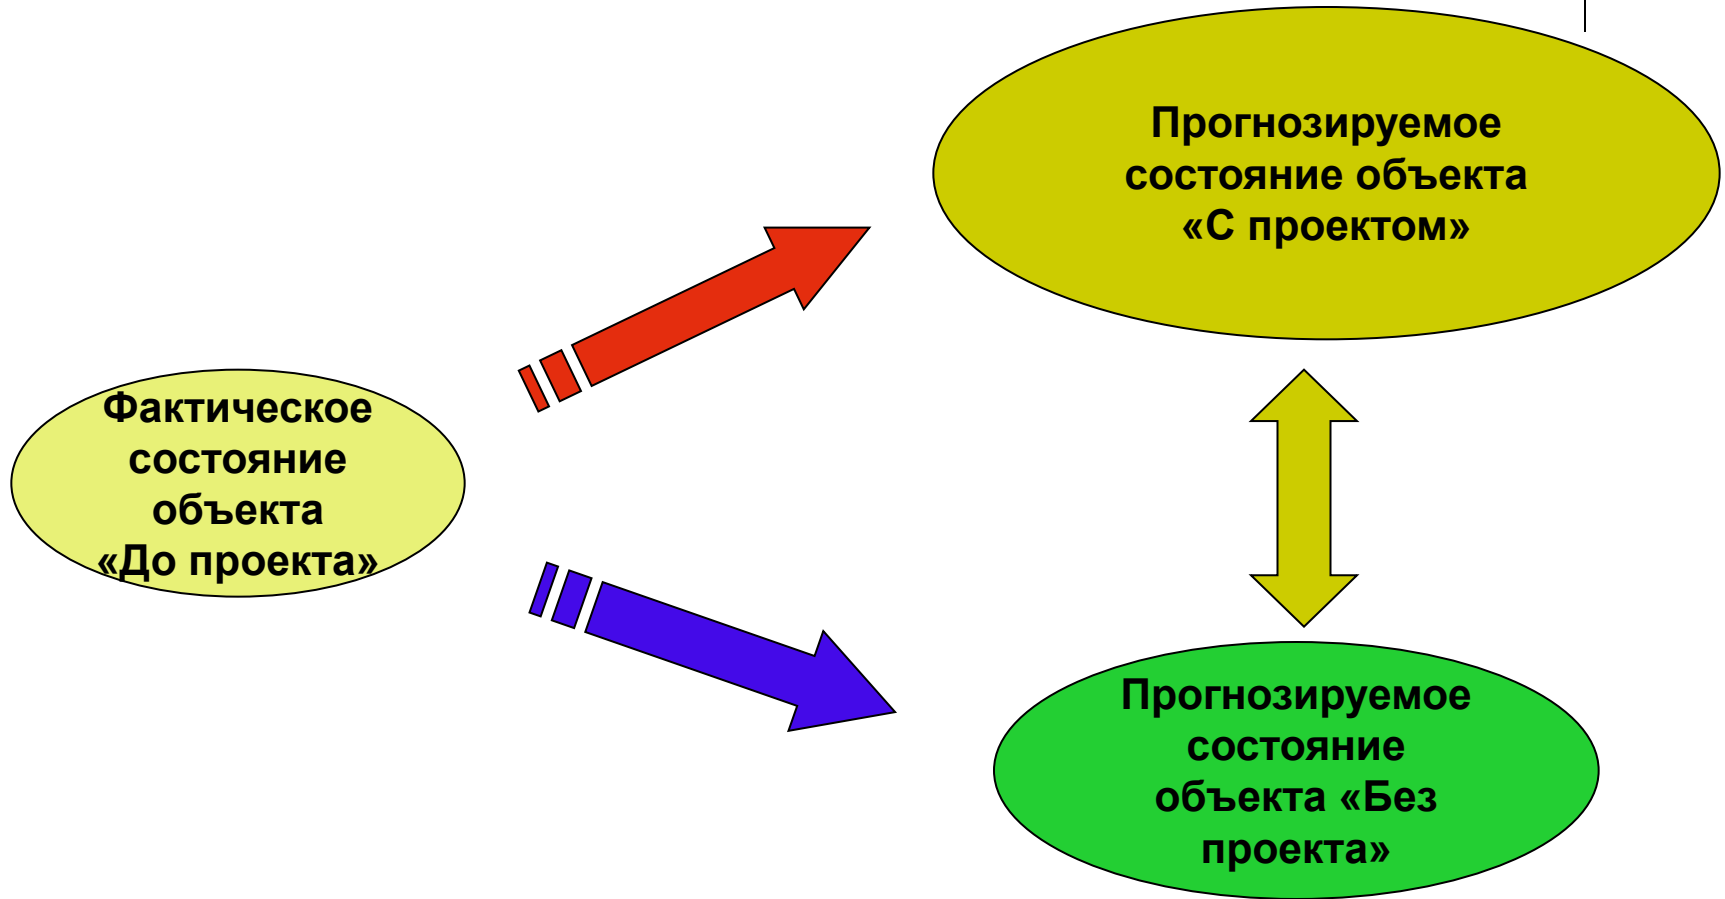 Прогнозируемое
состояние объекта
«С проектом»
Фактическое
состояние
объекта
«До проекта»
Прогнозируемое
состояние
объекта «Без
проекта»